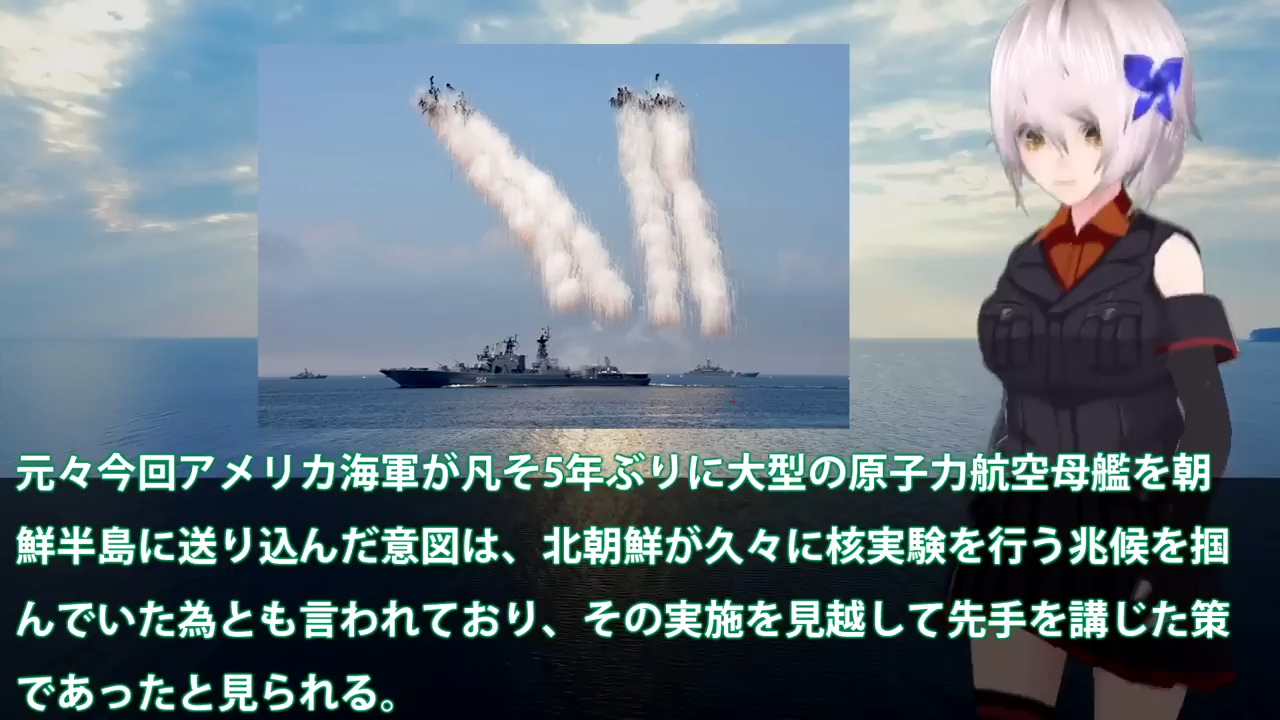 564
元々今回アメリカ海軍が凡そ5年ぶりに大型の原子力航空母艦を朝
鮮半島に送り込んだ意図は、北朝鮮が久々に核実験を行う兆候を掴
んでいた為とも言われており、その実施を見越して先手を講じた策
であったと見られる。